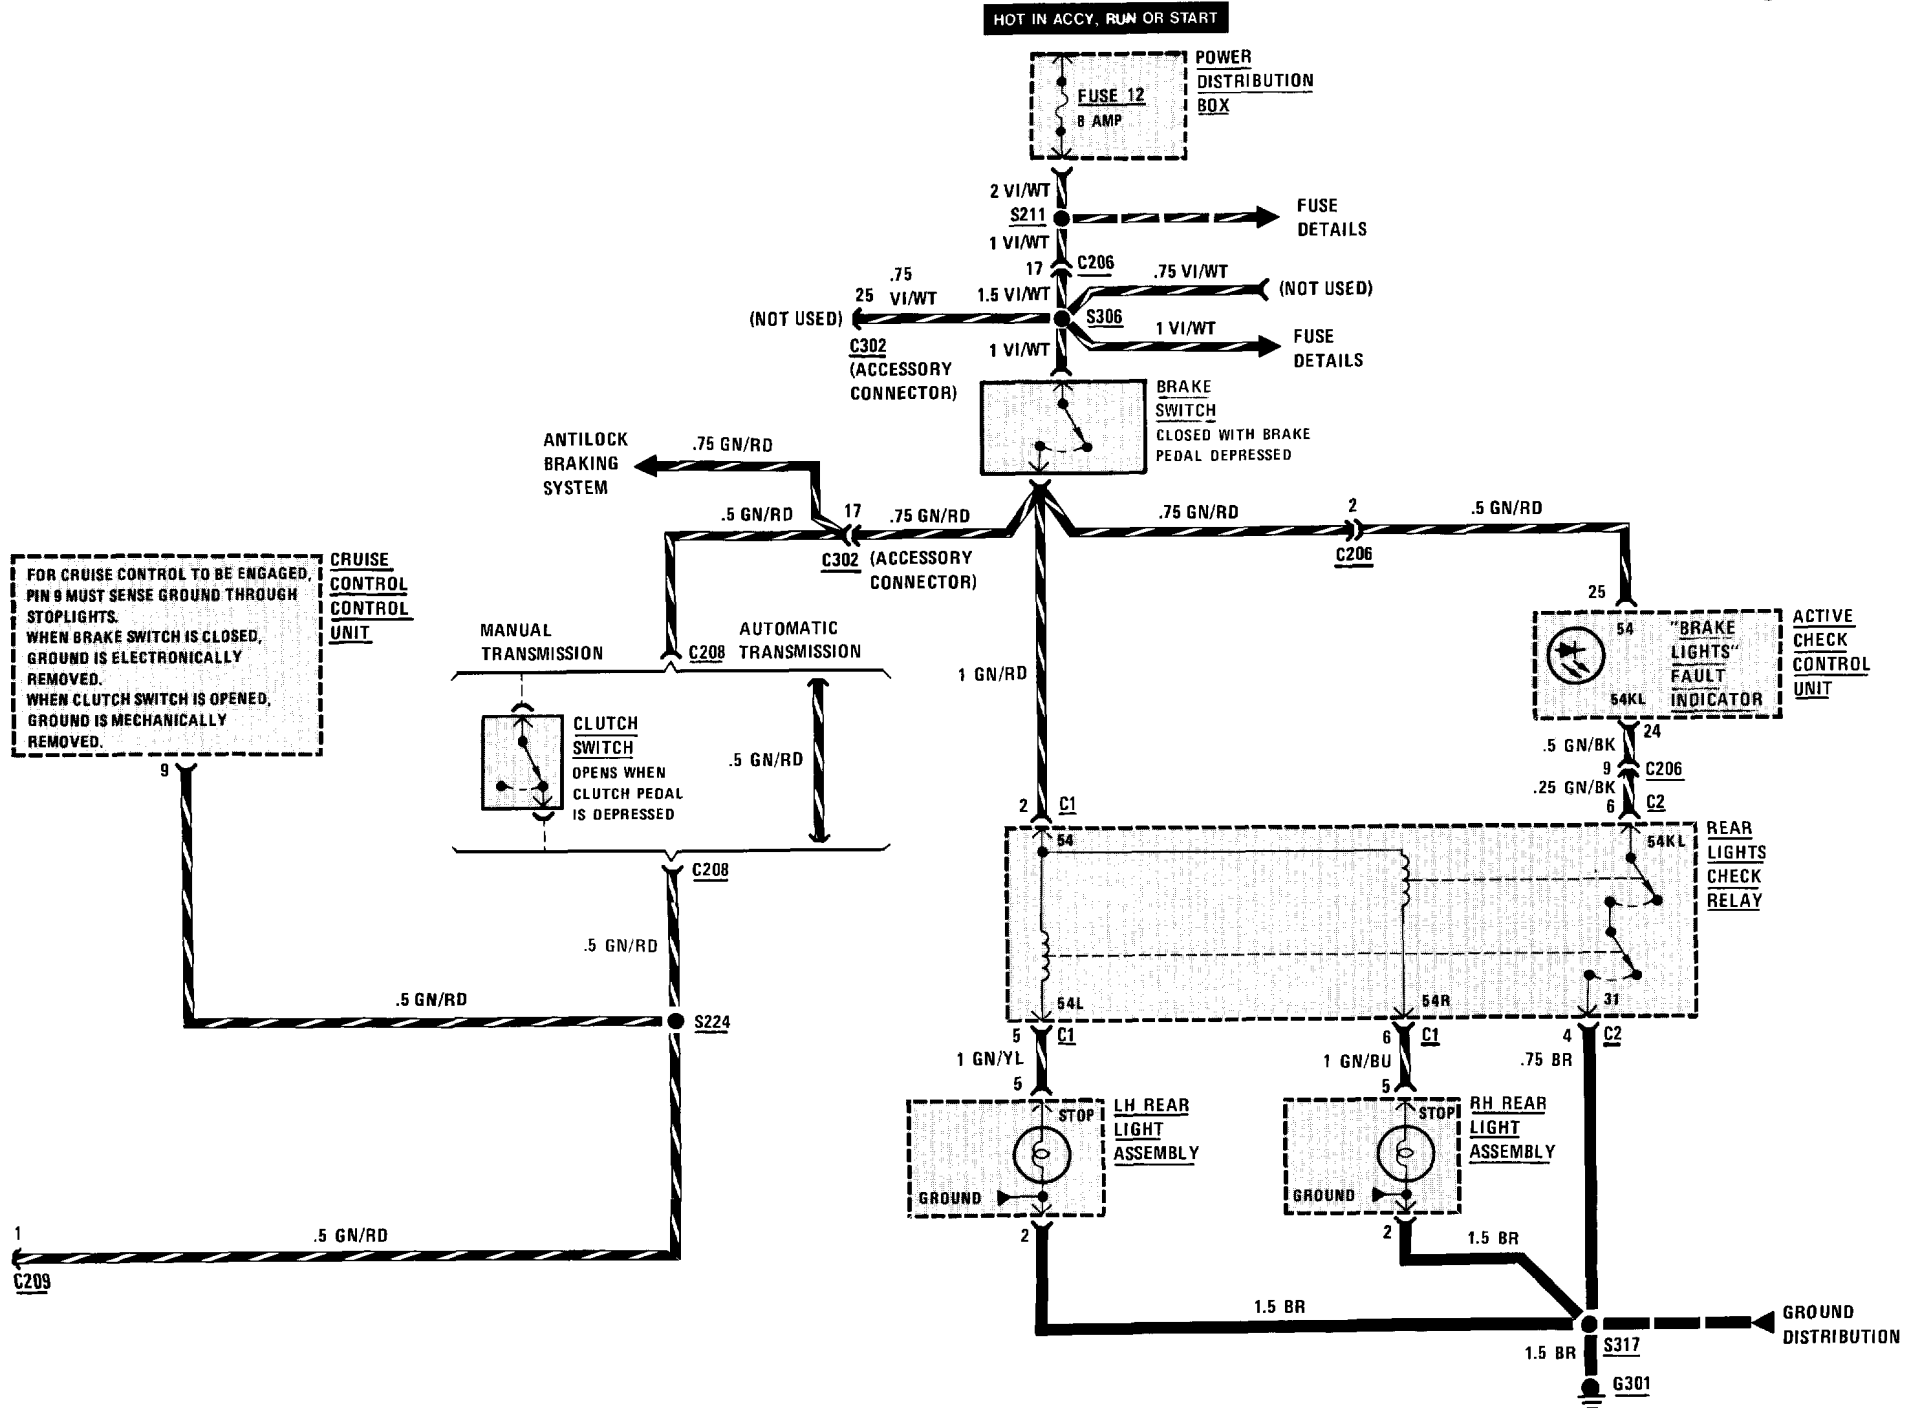 HOT IN ACCY, RUN OR START
POWER
DISTRIBUTION
BOX
FUSE 12
8 AMP
2 VI/WT
S211
FUSE
DETAILS
1 VI/WT
17
C206
.75
VI/WT
25
1.5 VI/WT
.75 VI/WT
(NOT USED)
(NOT USED)
S306
C302
(ACCESSORY
CONNECTOR)
1 VI/WT
1 VI/WT
FUSE
DETAILS
BRAKE
SWITCH
CLOSED WITH BRAKE
PEDAL DEPRESSED
ANTILOCK
BRAKING
SYSTEM
.75 GN/RD
.5 GN/RD
17
.75 GN/RD
C302
(ACCESSORY
CONNECTOR)
.75 GN/RD
2
C206
.5 GN/RD
FOR CRUISE CONTROL TO BE ENGAGED,
PIN 9 MUST SENSE GROUND THROUGH
STOPLIGHTS.
WHEN BRAKE SWITCH IS CLOSED,
GROUND IS ELECTRONICALLY
REMOVED.
WHEN CLUTCH SWITCH IS OPENED,
GROUND IS MECHANICALLY
REMOVED.
CRUISE
CONTROL
CONTROL
UNIT
9
MANUAL
TRANSMISSION
C208
AUTOMATIC
TRANSMISSION
CLUTCH
SWITCH
OPENS WHEN
CLUTCH PEDAL
IS DEPRESSED
.5 GN/RD
C208
.5 GN/RD
.5 GN/RD
S224
1
.5 GN/RD
C209
1 GN/RD
25
54
"BRAKE
LIGHTS"
FAULT
INDICATOR
54KL
ACTIVE
CHECK
CONTROL
UNIT
24
.5 GN/BK
9
C206
.25 GN/BK
6
C2
2
C1
54
54KL
REAR
LIGHTS
CHECK
RELAY
54L
54R
31
5
C1
6
C1
4
C2
1 GN/YL
1 GN/BU
.75 BR
5
5
STOP
LH REAR
LIGHT
ASSEMBLY
GROUND
2
STOP
RH REAR
LIGHT
ASSEMBLY
GROUND
2
1.5 BR
1.5 BR
GROUND
DISTRIBUTION
S317
1.5 BR
G301